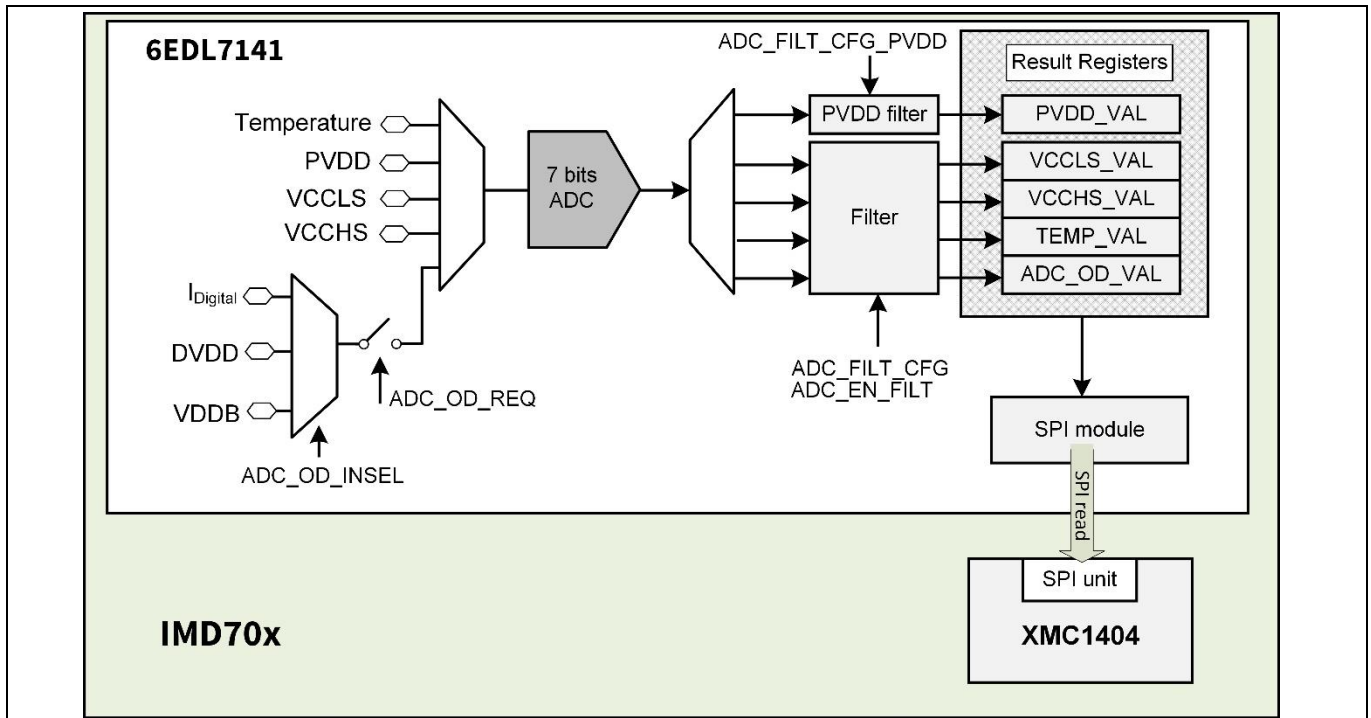 6EDL7141
ADC_FILT_CFG_PVDD
Result Registers
Temperature
PVDD
VCCLS
VCCHS
7 bits
ADC
PVDD filter
PVDD_VAL
Filter
VCCLS_VAL
VCCHS_VAL
TEMP_VAL
ADC_OD_VAL
IDigital
DVDD
VDDB
ADC_OD_REQ
ADC_OD_INSEL
ADC_FILT_CFG
ADC_EN_FILT
SPI module
SPI read
SPI unit
XMC1404
IMD70x